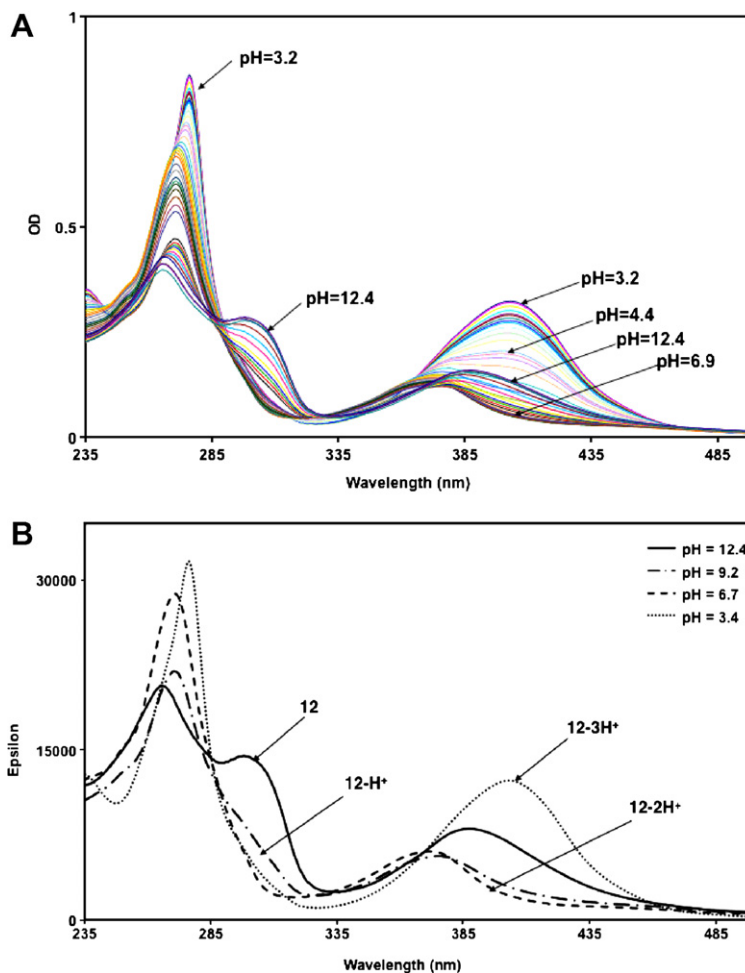 A
1
pH=3.2
OD
0.5
pH=12.4
pH=3.2
pH=4.4
pH=12.4
pH=6.9
0
235 285 335 385 435 485
Wavelength (nm)
B
pH = 12.4
pH = 9.2
pH = 6.7
pH = 3.4
30000
Epsilon
15000
12
12-H⁺
12-3H⁺
12-2H⁺
0
235 285 335 385 435 485
Wavelength (nm)